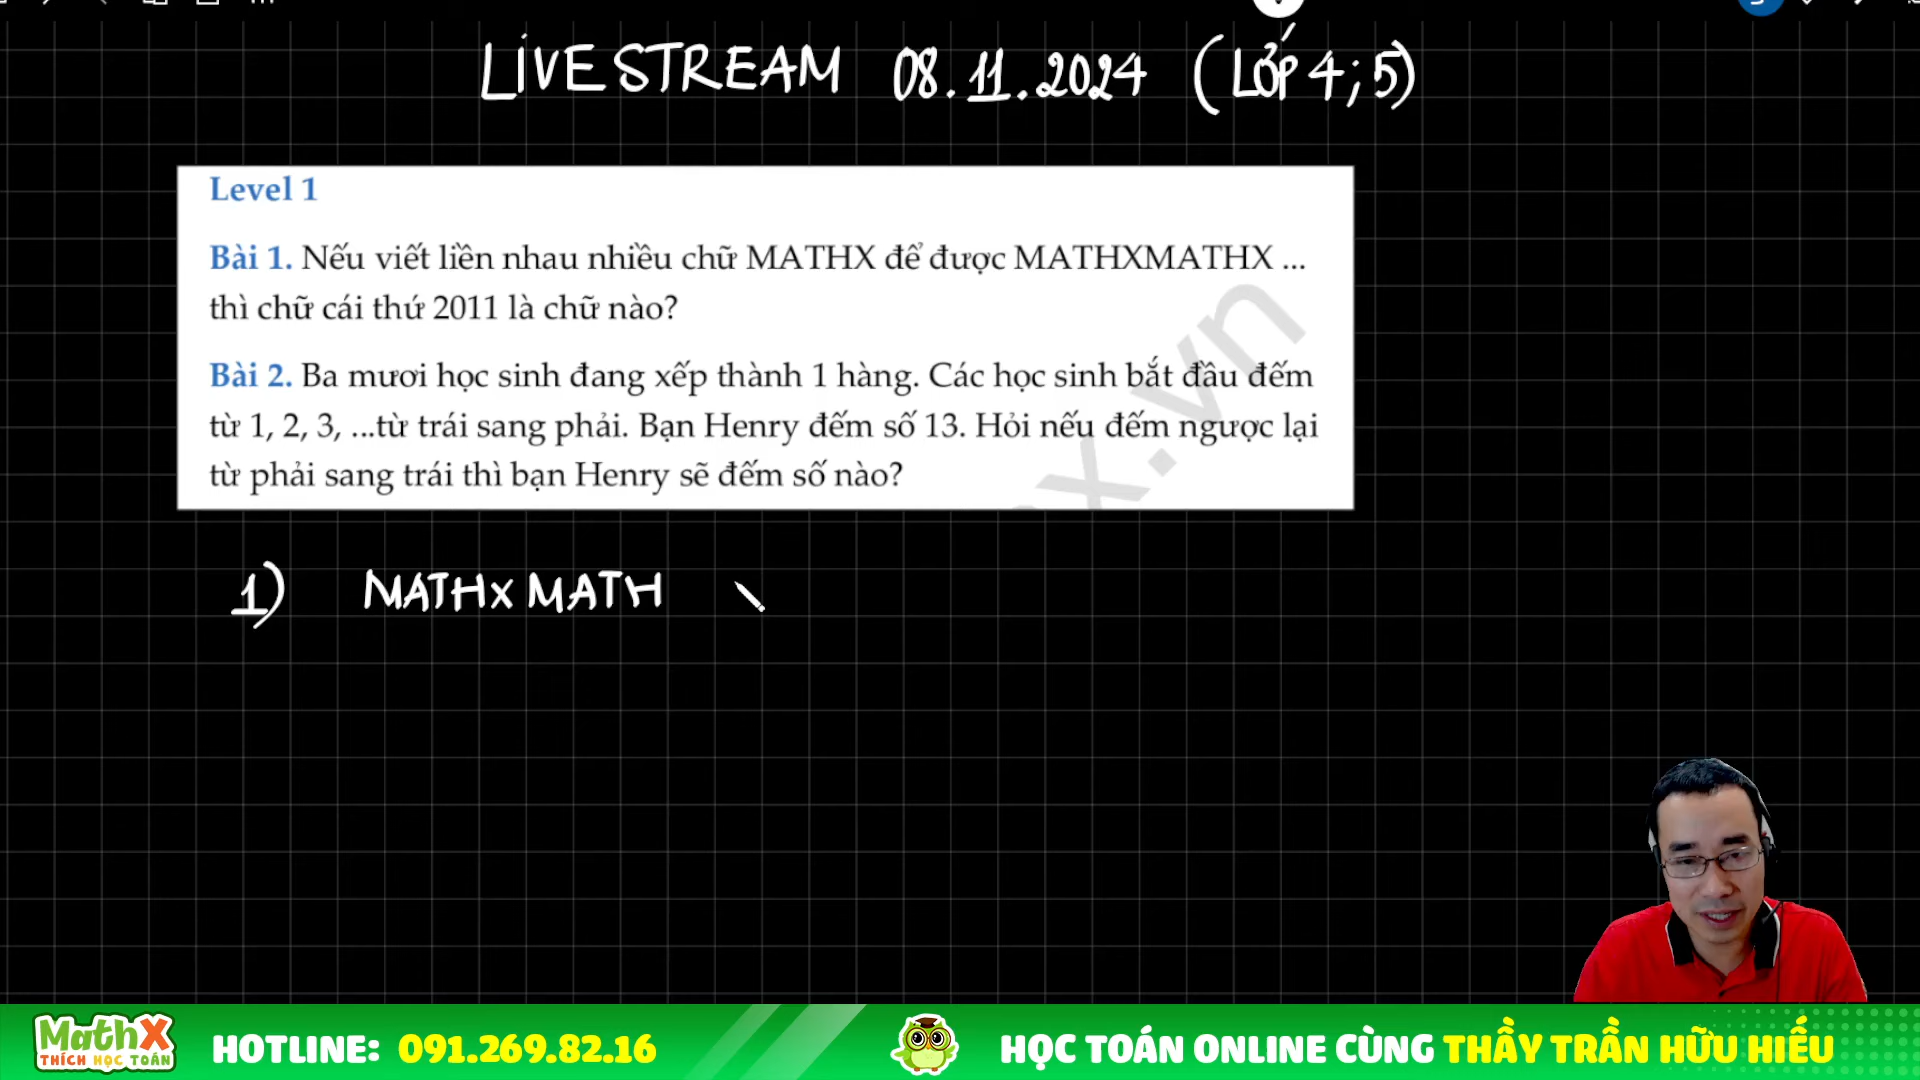 LIVESTREAM 08.11.2024 (LỚP 4; 5)
Level 1
Bài 1. Nếu viết liền nhau nhiều chữ MATHX để được MATHXMATHX ...
thì chữ cái thứ 2011 là chữ nào?
Bài 2. Ba mươi học sinh đang xếp thành 1 hàng. Các học sinh bắt đầu đếm
từ 1, 2, 3, ...từ trái sang phải. Bạn Henry đếm số 13. Hỏi nếu đếm ngược lại
từ phải sang trái thì bạn Henry sẽ đếm số nào?
x.vn
1) MATHX MATH
MathX
THÍCH HỌC TOÁN
HOTLINE: 091.269.82.16
HỌC TOÁN ONLINE CÙNG THẦY TRẦN HỮU HIẾU